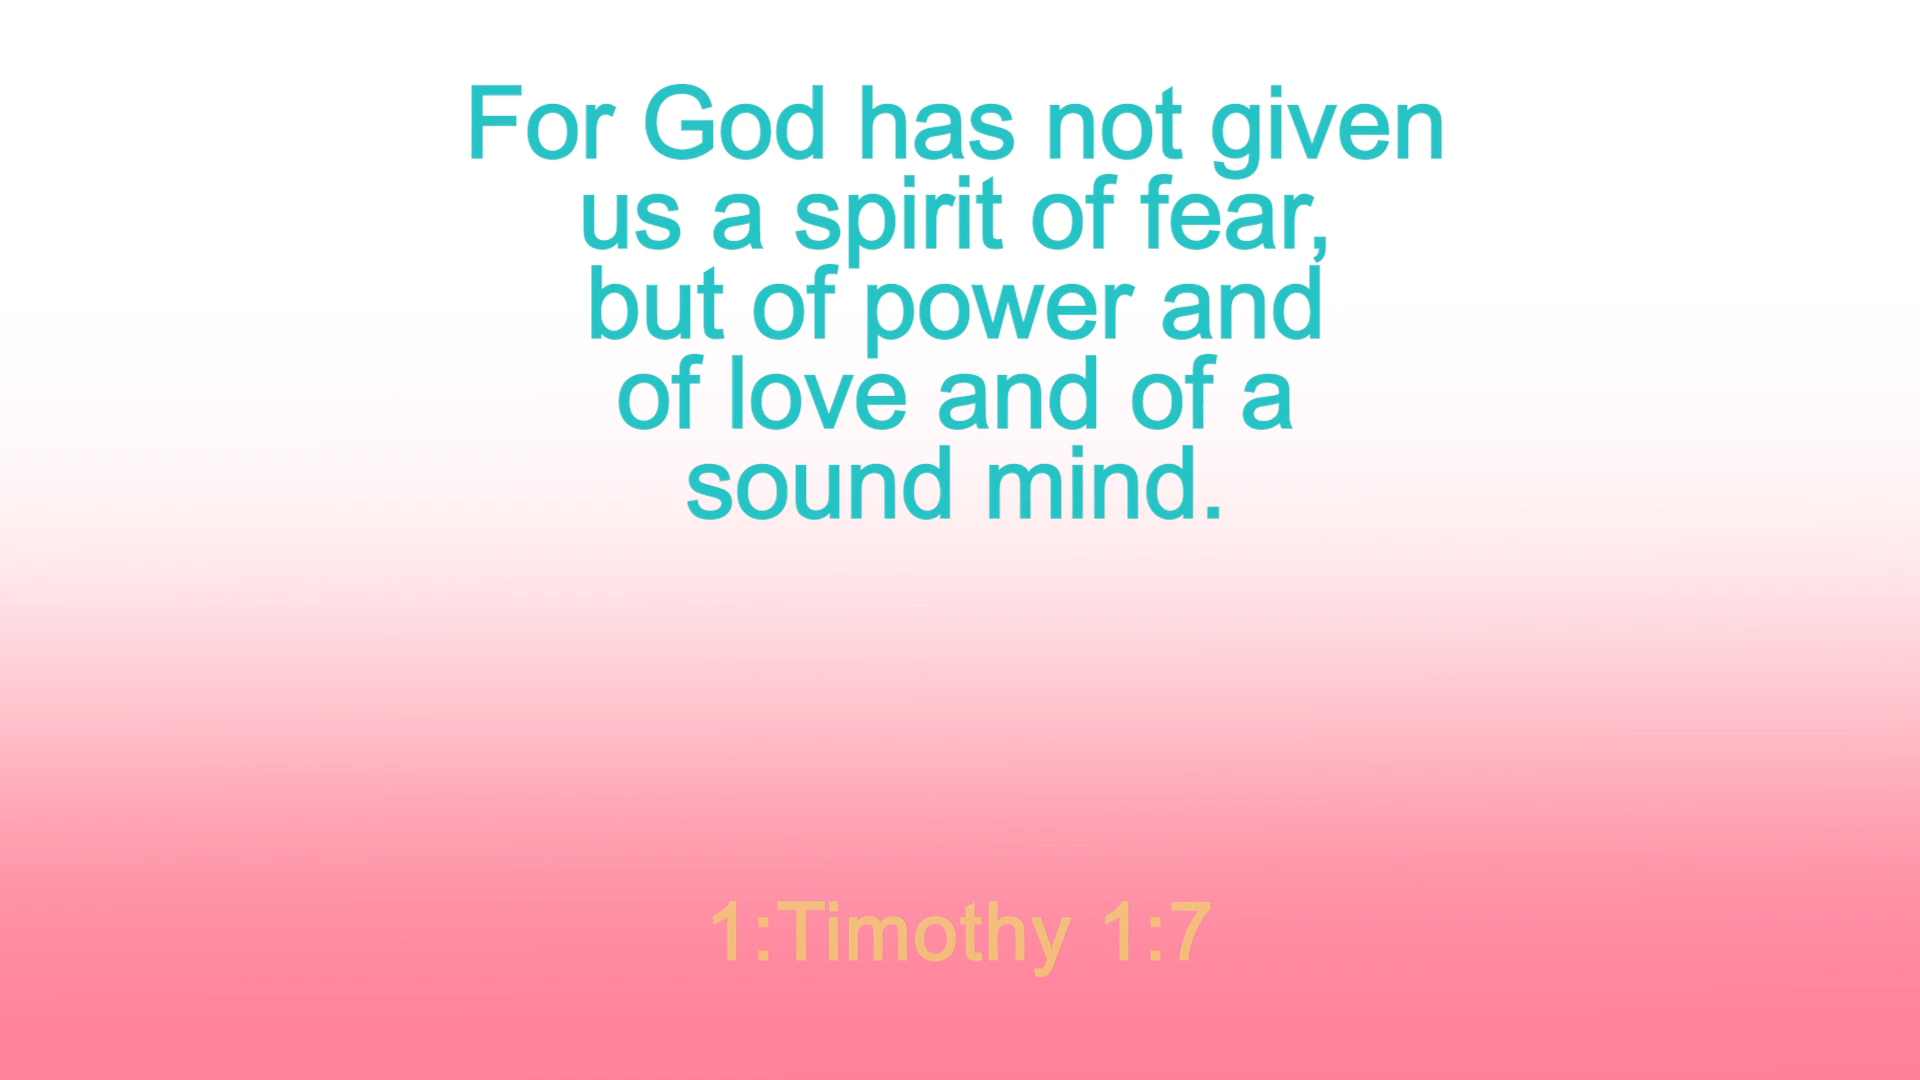 For God has not given
us a spirit of fear,
but of power and
of love and of a
sound mind.
1:Timothy 1:7